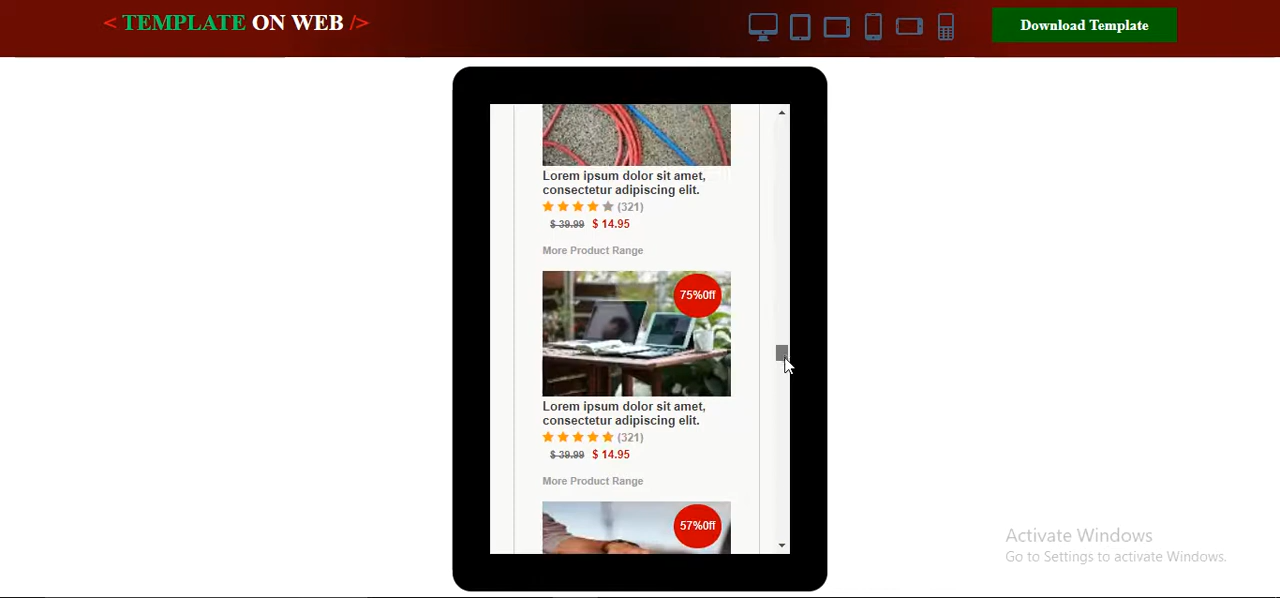 < TEMPLATE ON WEB />
Download Template
Lorem ipsum dolor sit amet,
consectetur adipiscing elit.
(321)
$ 39.99 $ 14.95
More Product Range
75%Off
Lorem ipsum dolor sit amet,
consectetur adipiscing elit.
(321)
$ 39.99 $ 14.95
More Product Range
57%Off
Activate Windows
Go to Settings to activate Windows.